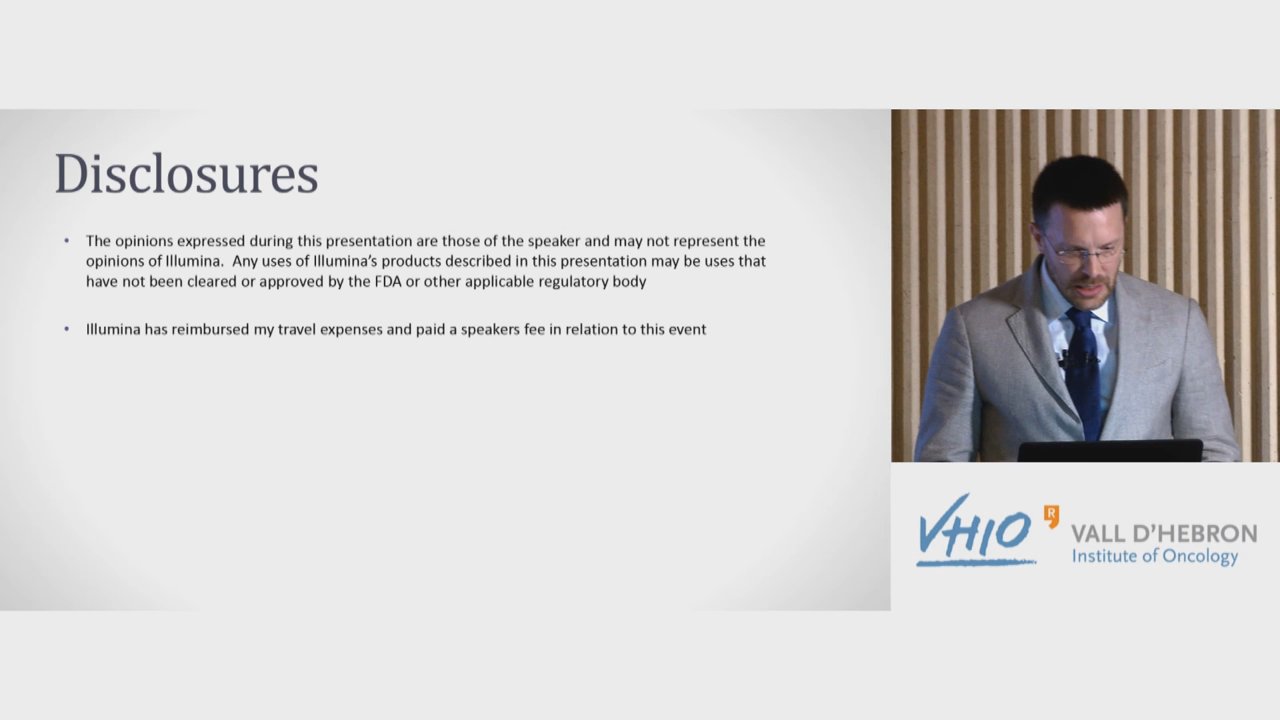 Disclosures
• The opinions expressed during this presentation are those of the speaker and may not represent the
opinions of Illumina.  Any uses of Illumina’s products described in this presentation may be uses that
have not been cleared or approved by the FDA or other applicable regulatory body
• Illumina has reimbursed my travel expenses and paid a speakers fee in relation to this event
VHIO
R
VALL D’HEBRON
Institute of Oncology